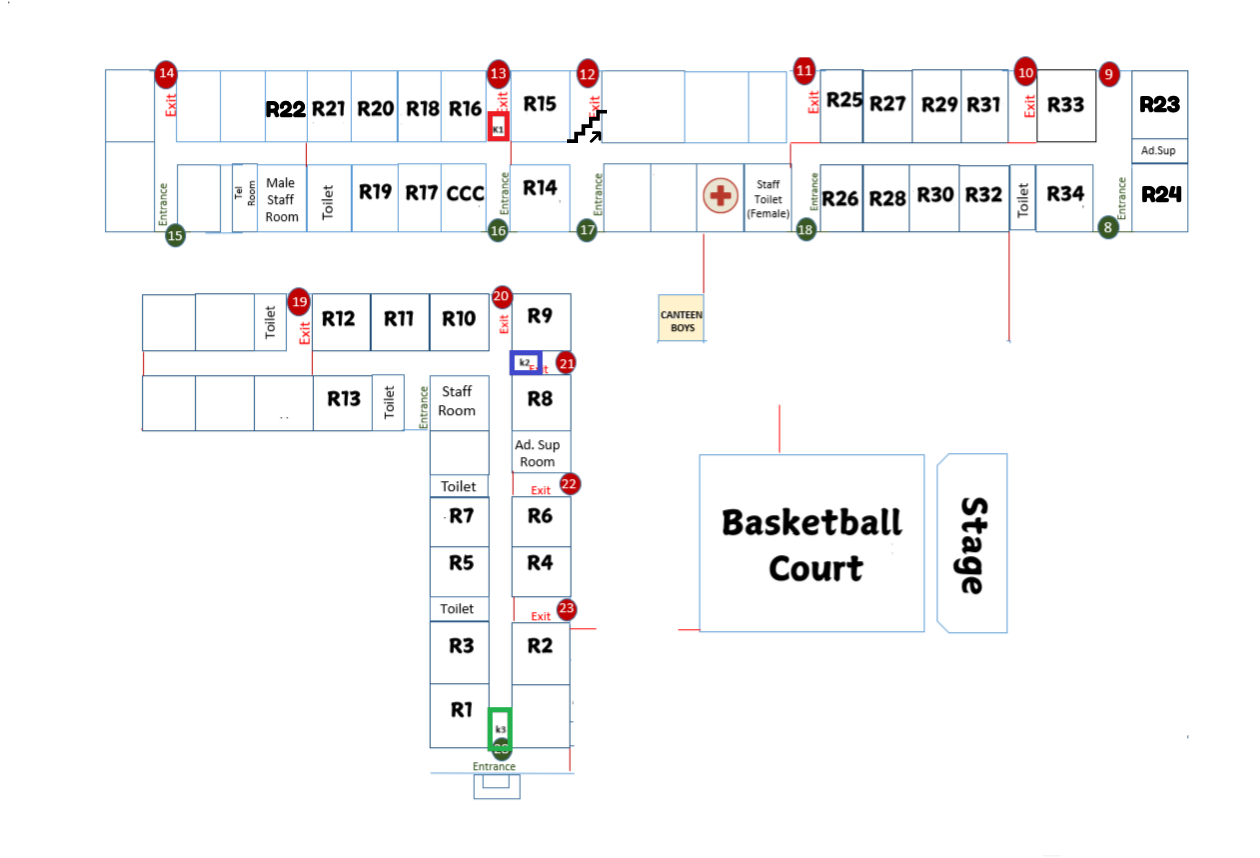 14
13
12
11
10
9
Exit
R22
R21
R20
R18
R16
Exit
K1
R15
Exit
Exit
R25
R27
R29
R31
Exit
R33
R23
Ad.Sup
Entrance
Tel
Room
Male
Staff
Room
Toilet
R19
R17
CCC
Entrance
R14
Entrance
Staff
Toilet
(Female)
Entrance
R26
R28
R30
R32
Toilet
R34
Entrance
R24
15
16
17
18
8
Toilet
19
Exit
R12
R11
R10
20
Exit
R9
CANTEEN
BOYS
k2
Exit
21
R13
Toilet
Entrance
Staff
Room
R8
Ad. Sup
Room
Toilet
Exit
22
R7
R6
R5
R4
Toilet
Exit
23
R3
R2
R1
k3
Entrance
Basketball
Court
Stage